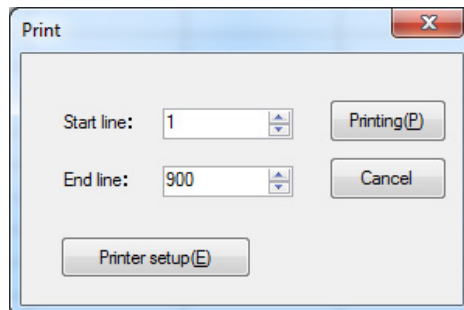 Print
Start line: 1
Printing(P)
End line: 900
Cancel
Printer setup(E)